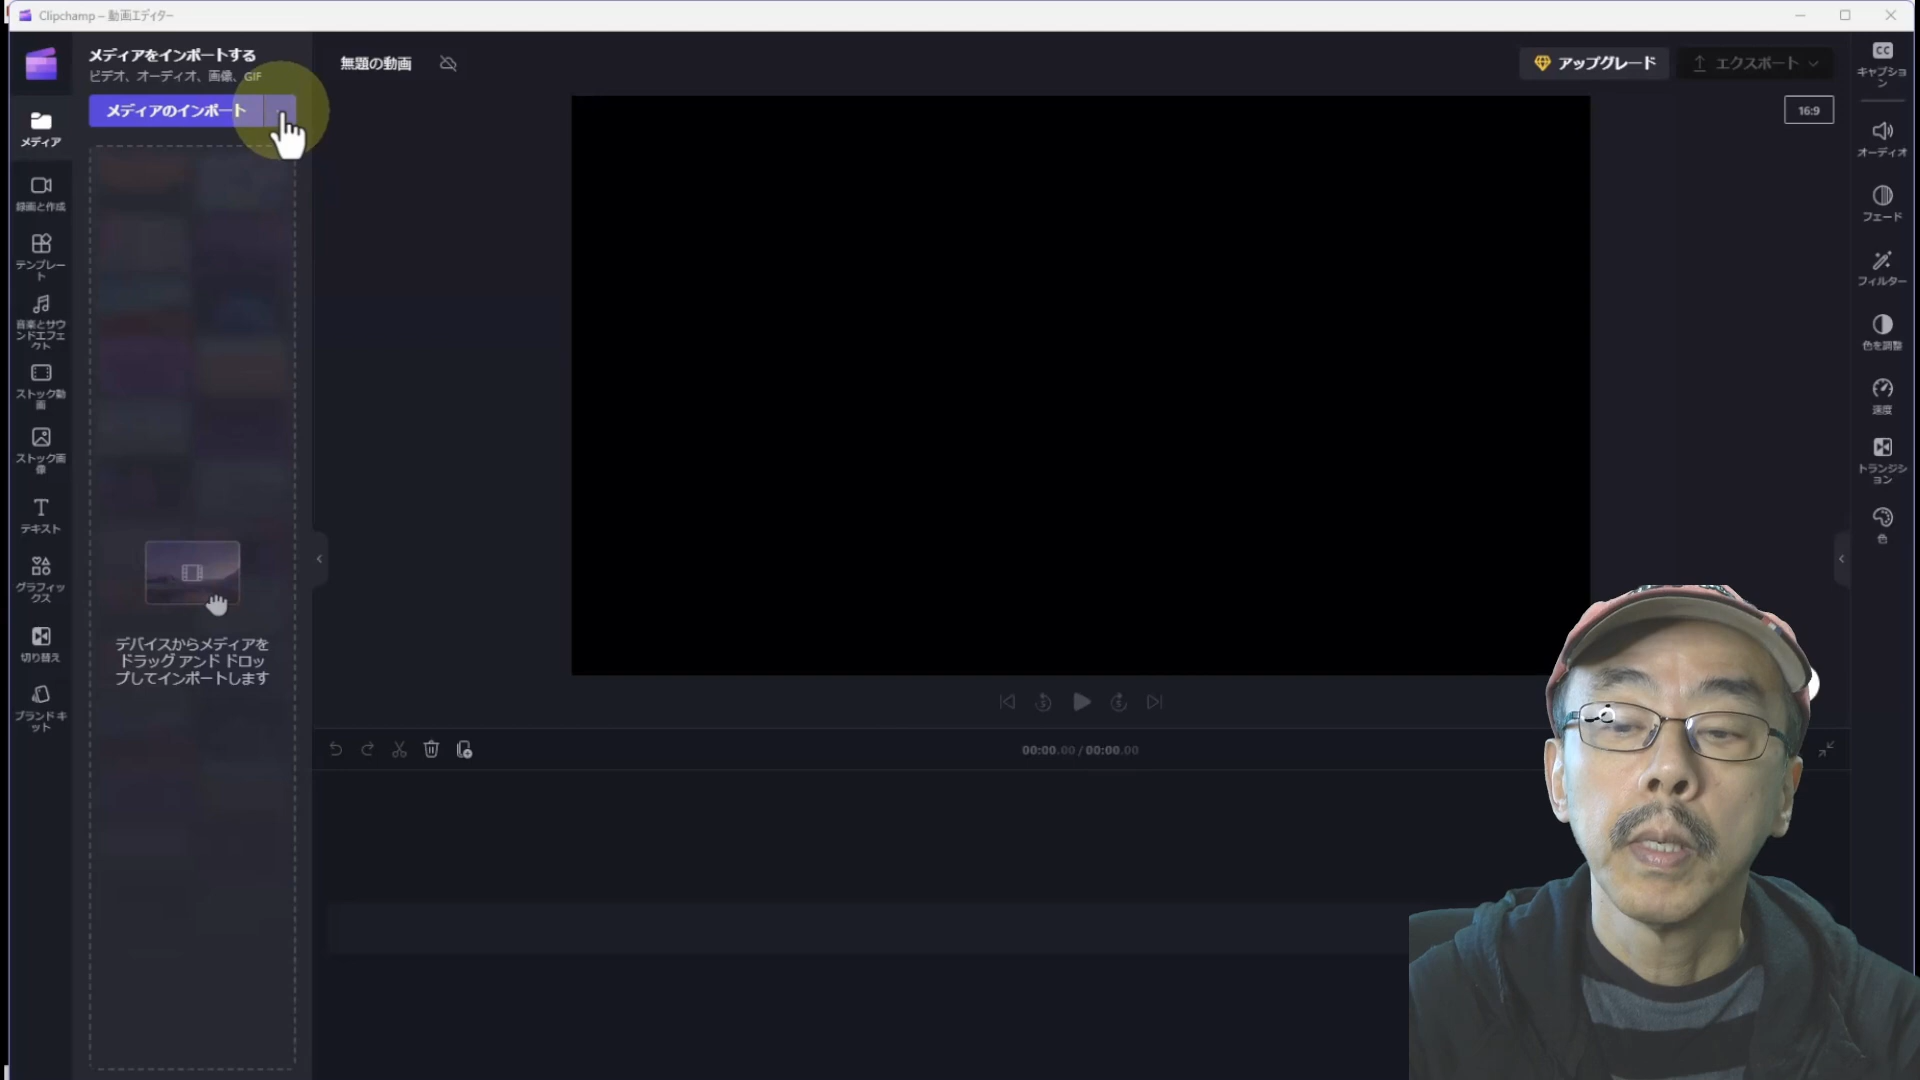 Clipchamp – 動画エディター
メディアをインポートする
ビデオ、オーディオ、画像、GIF
メディアのインポート
無題の動画
アップグレード
エクスポート
16:9
メディア
録画と作成
テンプレー
ト
音楽とサウ
ンドエフェ
クト
ストック動
画
ストック画
像
テキスト
グラフィッ
クス
切り替え
ブランド キ
ット
デバイスからメディアを
ドラッグ アンド ドロッ
プしてインポートします
00:00.00 / 00:00.00
CC
キャプショ
ン
オーディオ
フェード
フィルター
色を調整
速度
トランジシ
ョン
色